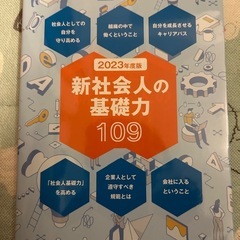 社会人としての
自分を
守り高める
組織の中で
働くということ
自分を成長させる
キャリアパス
2023年度版
新社会人の
基礎力
109
「社会人基礎力」
を高める
企業人として
遵守すべき
規範とは
会社に入る
ということ